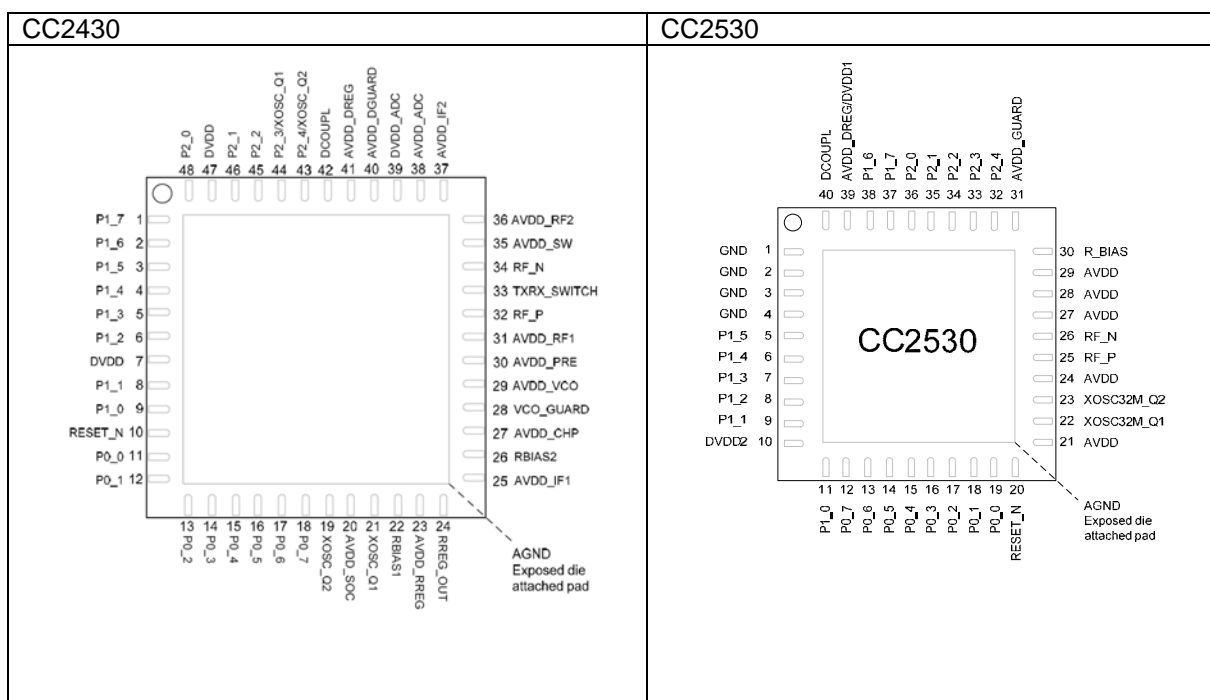 CC2430
CC2530
48 P2_0
47 DVDD
46 P2_1
45 P2_2
44 P2_3/XOSC_Q1
43 P2_4/XOSC_Q2
42 DCOUPL
41 AVDD_DREG
40 AVDD_DGUARD
39 DVDD_ADC
38 AVDD_ADC
37 AVDD_IF2
P1_7 1
P1_6 2
P1_5 3
P1_4 4
P1_3 5
P1_2 6
DVDD 7
P1_1 8
P1_0 9
RESET_N 10
P0_0 11
P0_1 12
13 P0_2
14 P0_3
15 P0_4
16 P0_5
17 P0_6
18 P0_7
19 XOSC_Q2
20 AVDD_SOC
21 XOSC_Q1
22 RBIAS1
23 AVDD_RREG
24 RREG_OUT
36 AVDD_RF2
35 AVDD_SW
34 RF_N
33 TXRX_SWITCH
32 RF_P
31 AVDD_RF1
30 AVDD_PRE
29 AVDD_VCO
28 VCO_GUARD
27 AVDD_CHP
26 RBIAS2
25 AVDD_IF1
AGND
Exposed die
attached pad
40 DCOUPL
39 AVDD_DREG/DVDD1
38 P1_6
37 P1_7
36 P2_0
35 P2_1
34 P2_2
33 P2_3
32 P2_4
31 AVDD_GUARD
GND 1
GND 2
GND 3
GND 4
P1_5 5
P1_4 6
P1_3 7
P1_2 8
P1_1 9
DVDD2 10
CC2530
11 P1_0
12 P0_7
13 P0_6
14 P0_5
15 P0_4
16 P0_3
17 P0_2
18 P0_1
19 P0_0
20 RESET_N
30 R_BIAS
29 AVDD
28 AVDD
27 AVDD
26 RF_N
25 RF_P
24 AVDD
23 XOSC32M_Q2
22 XOSC32M_Q1
21 AVDD
AGND
Exposed die
attached pad